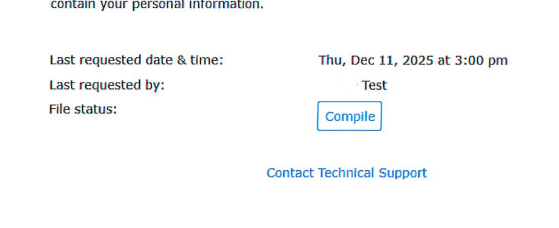 contain your personal information.
Last requested date & time: Thu, Dec 11, 2025 at 3:00 pm
Last requested by: Test
File status: Compile
Contact Technical Support